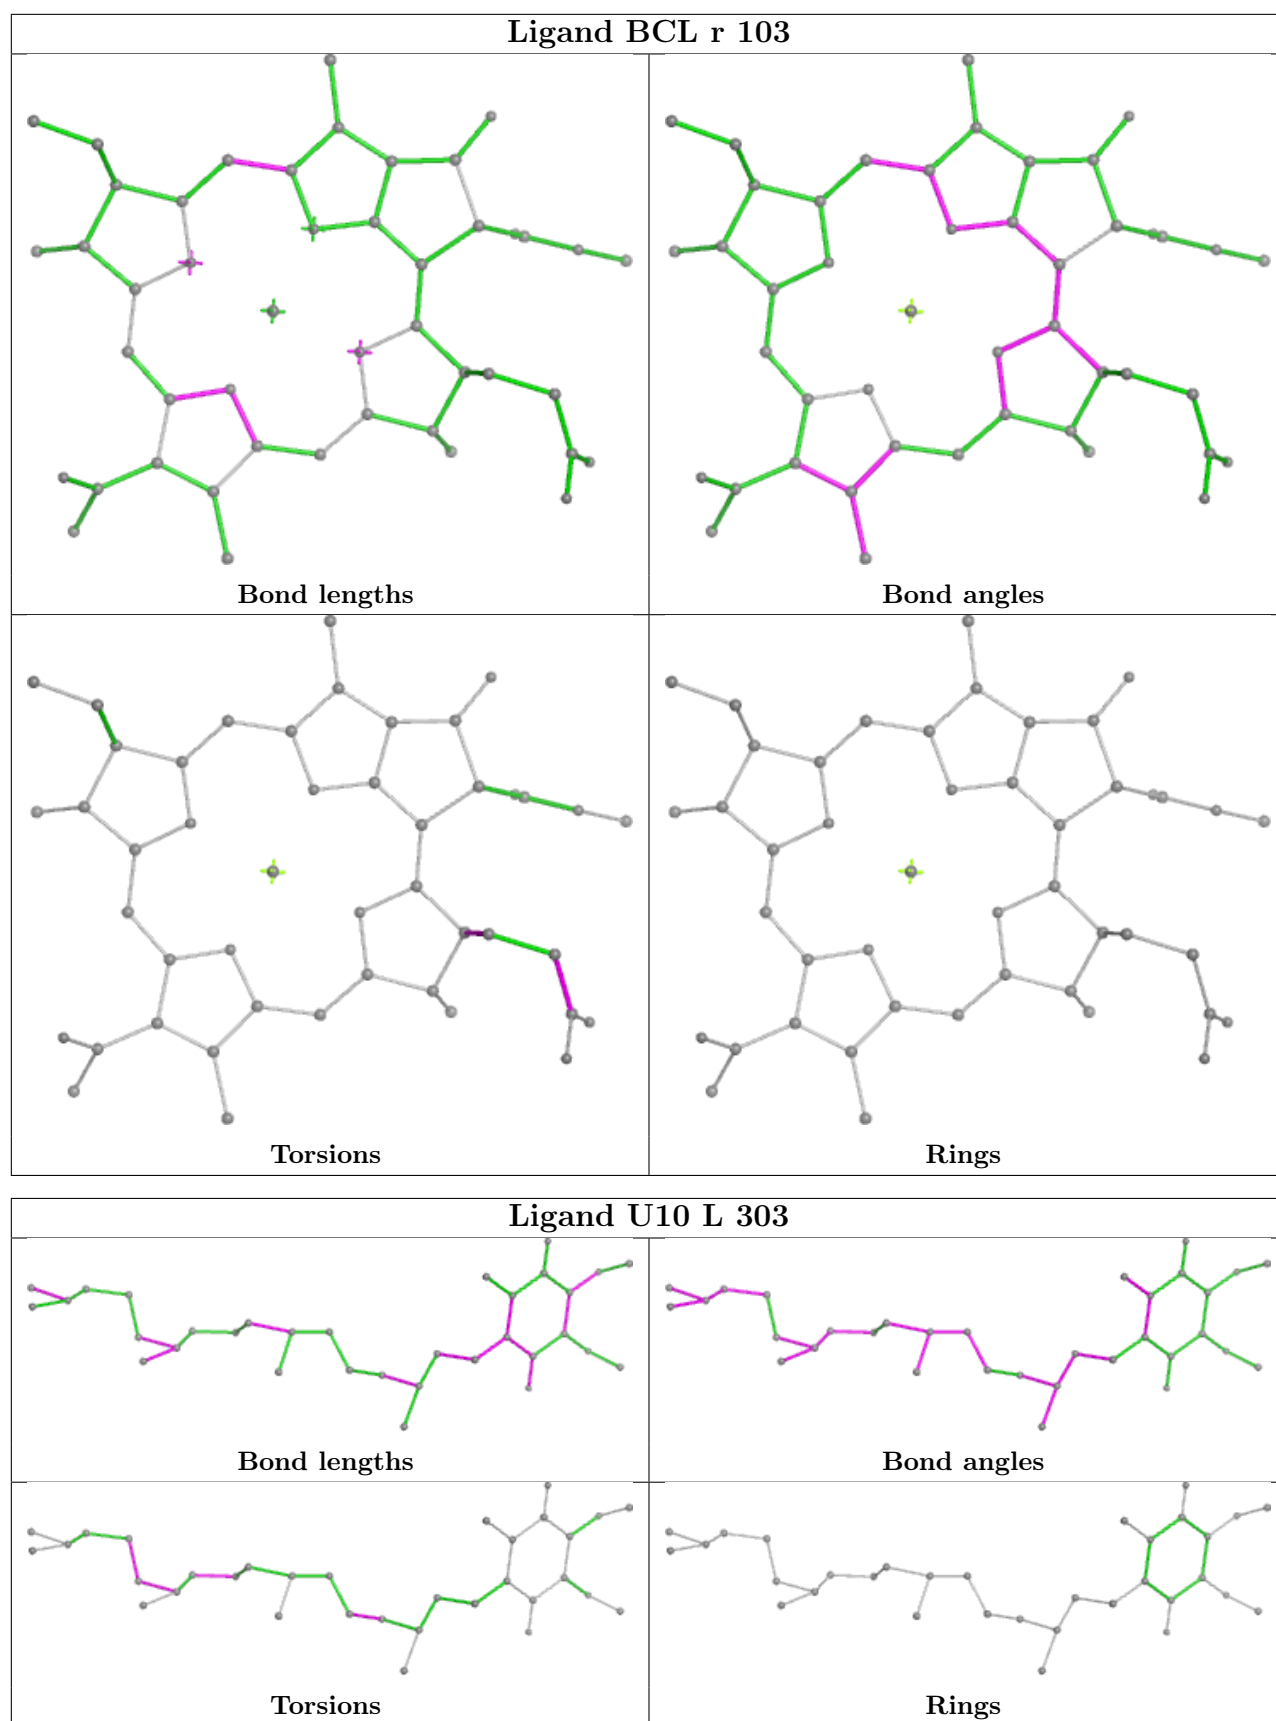 Ligand BCL r 103
Bond lengths
Bond angles
Torsions
Rings
Ligand U10 L 303
Bond lengths
Bond angles
Torsions
Rings